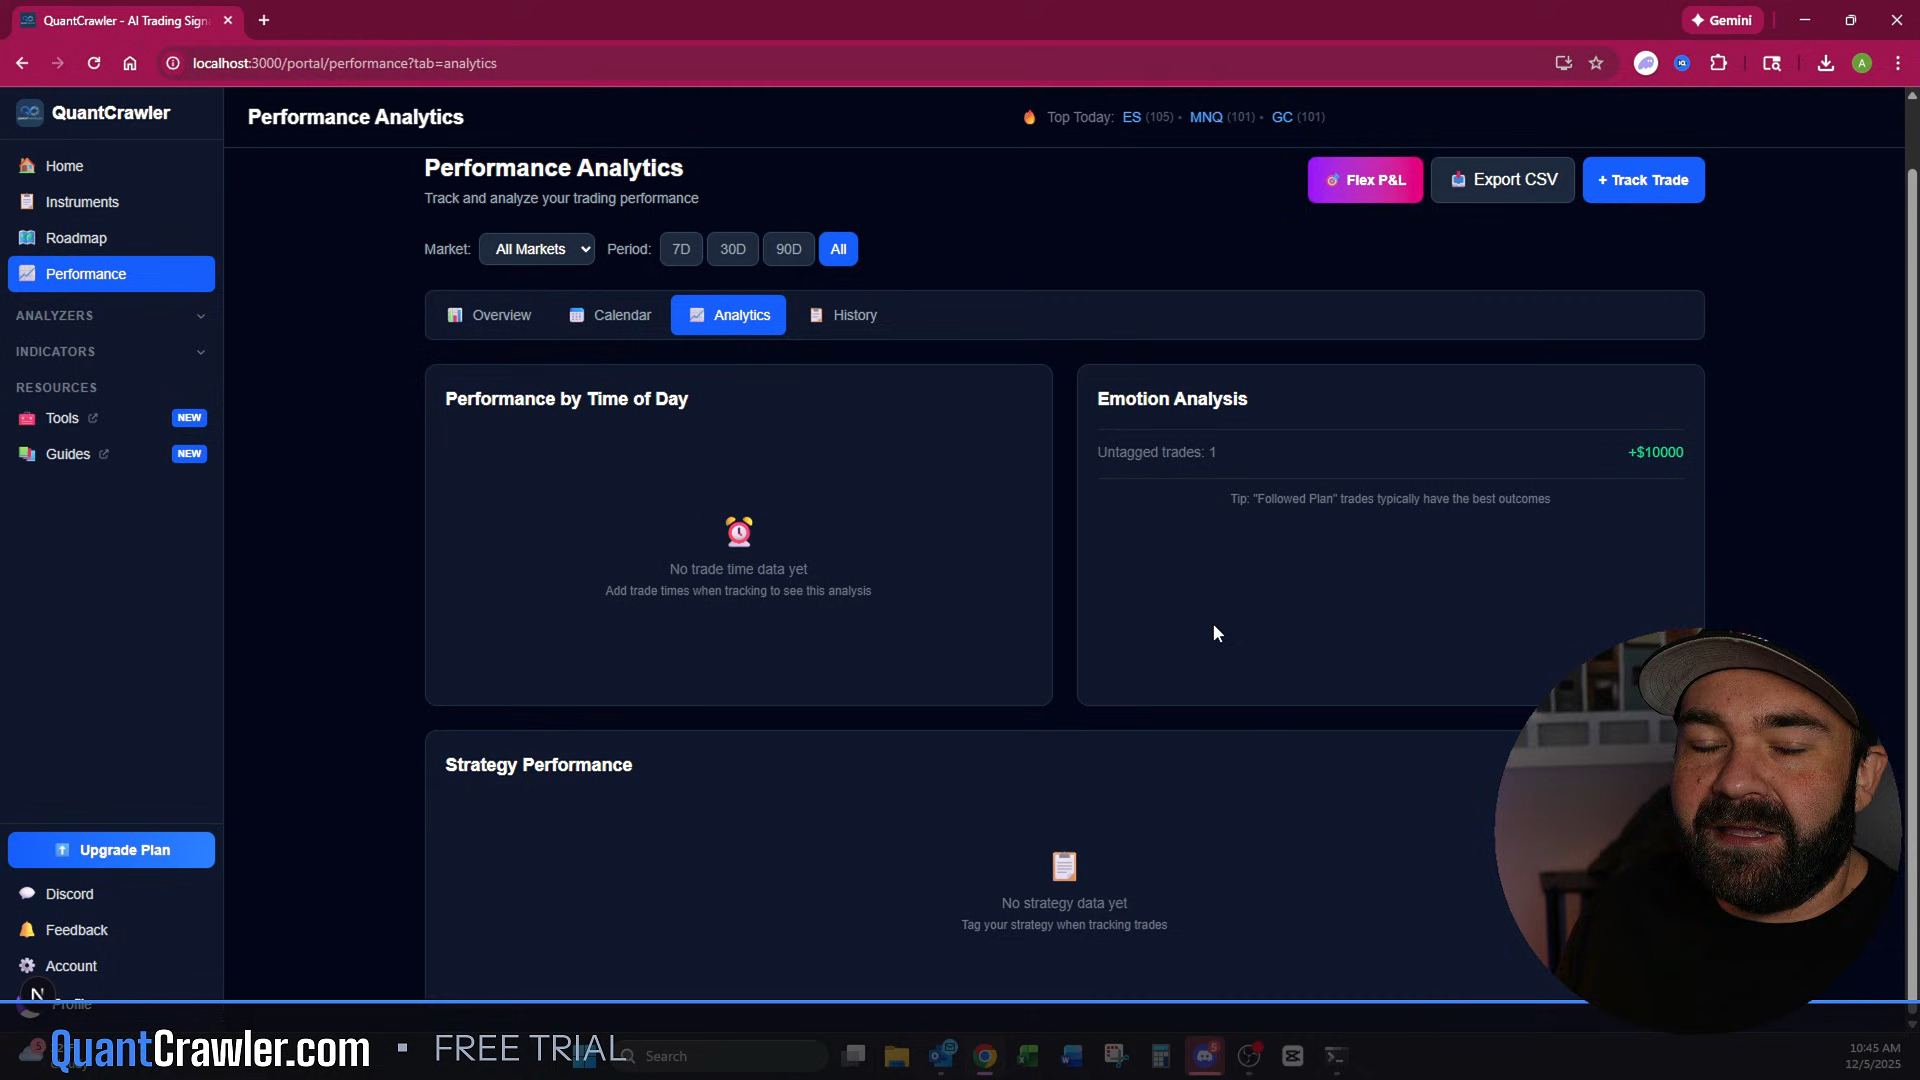 QuantCrawler - AI Trading Sign
Gemini
localhost:3000/portal/performance?tab=analytics
A
QuantCrawler
Performance Analytics
Top Today: ES (105) • MNQ (101) • GC (101)
Home
Instruments
Roadmap
Performance
ANALYZERS
INDICATORS
RESOURCES
Tools NEW
Guides NEW
Performance Analytics
Track and analyze your trading performance
Flex P&L
Export CSV
+ Track Trade
Market: All Markets Period: 7D 30D 90D All
Overview Calendar Analytics History
Performance by Time of Day
No trade time data yet
Add trade times when tracking to see this analysis
Emotion Analysis
Untagged trades: 1 +$10000
Tip: "Followed Plan" trades typically have the best outcomes
Strategy Performance
No strategy data yet
Tag your strategy when tracking trades
Upgrade Plan
Discord
Feedback
Account
N
Profile
QuantCrawler.com ▪ FREE TRIAL
Search
10:45 AM
12/5/2025